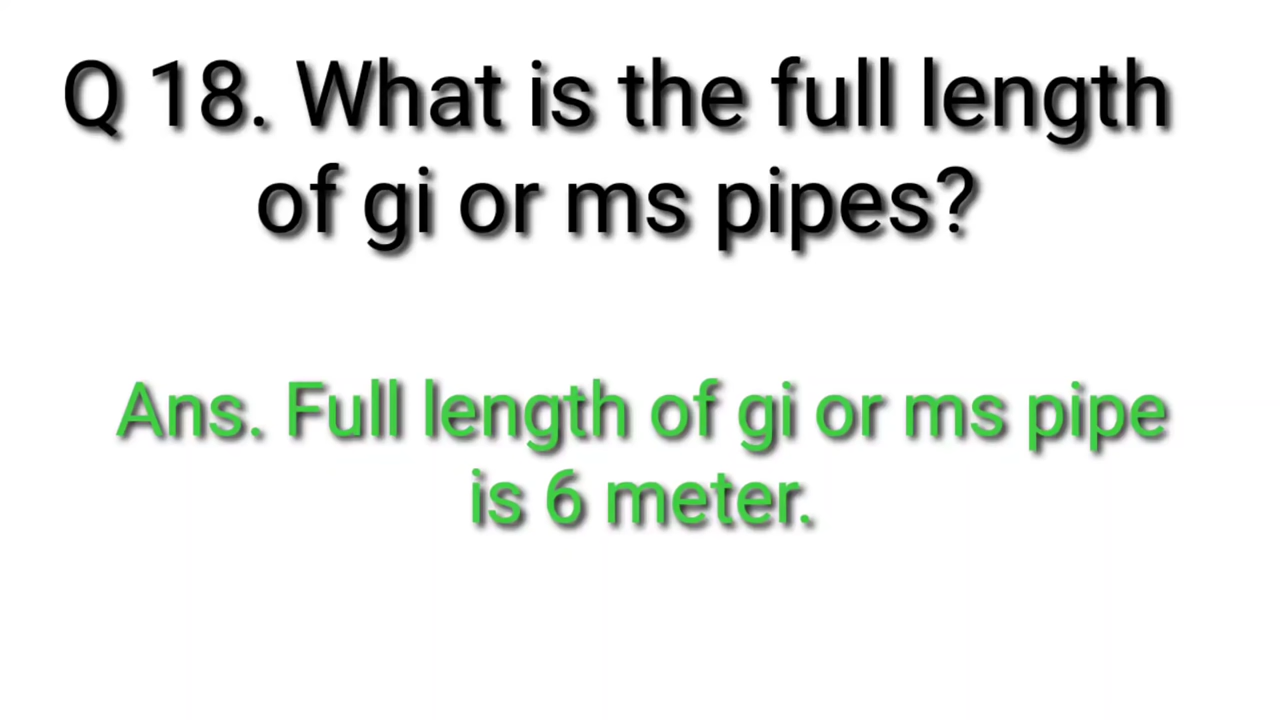 Q 18. What is the full length
of gi or ms pipes?
Ans. Full length of gi or ms pipe
is 6 meter.